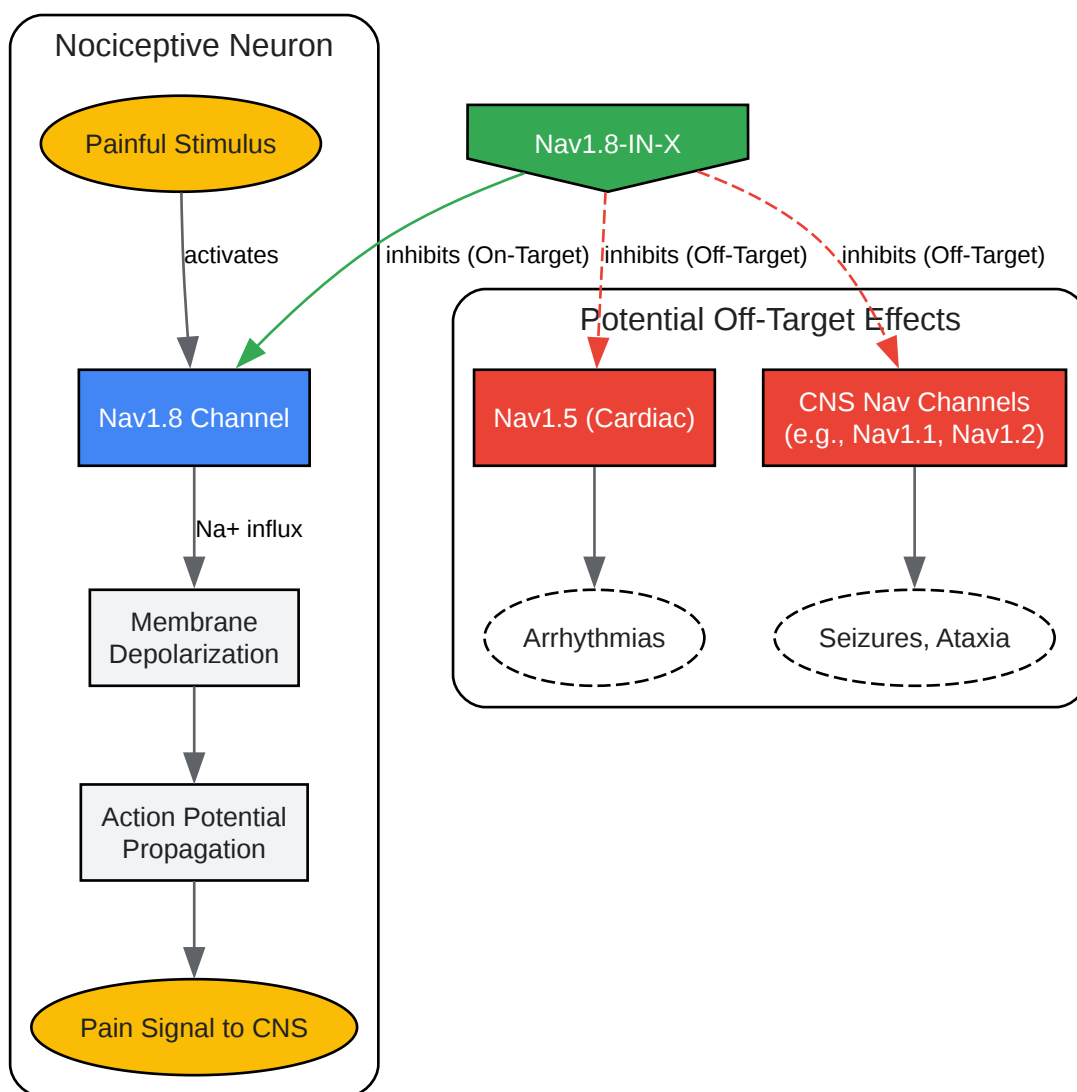 Nociceptive Neuron
Painful Stimulus
Nav1.8-IN-X
activates
inhibits (On-Target)
inhibits (Off-Target)
inhibits (Off-Target)
Potential Off-Target Effects
Nav1.8 Channel
Nav1.5 (Cardiac)
CNS Nav Channels
(e.g., Nav1.1, Nav1.2)
Na+ influx
Membrane
Depolarization
Arrhythmias
Seizures, Ataxia
Action Potential
Propagation
Pain Signal to CNS